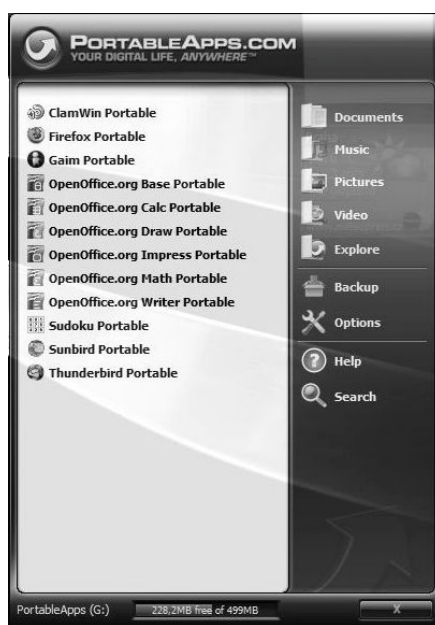 PORTABLEAPPS.COM
YOUR DIGITAL LIFE, ANYWHERE™
ClamWin Portable
Firefox Portable
Gaim Portable
OpenOffice.org Base Portable
OpenOffice.org Calc Portable
OpenOffice.org Draw Portable
OpenOffice.org Impress Portable
OpenOffice.org Math Portable
OpenOffice.org Writer Portable
Sudoku Portable
Sunbird Portable
Thunderbird Portable
Documents
Music
Pictures
Video
Explore
Backup
Options
Help
Search
PortableApps (G:)
228,2MB free of 499MB
X